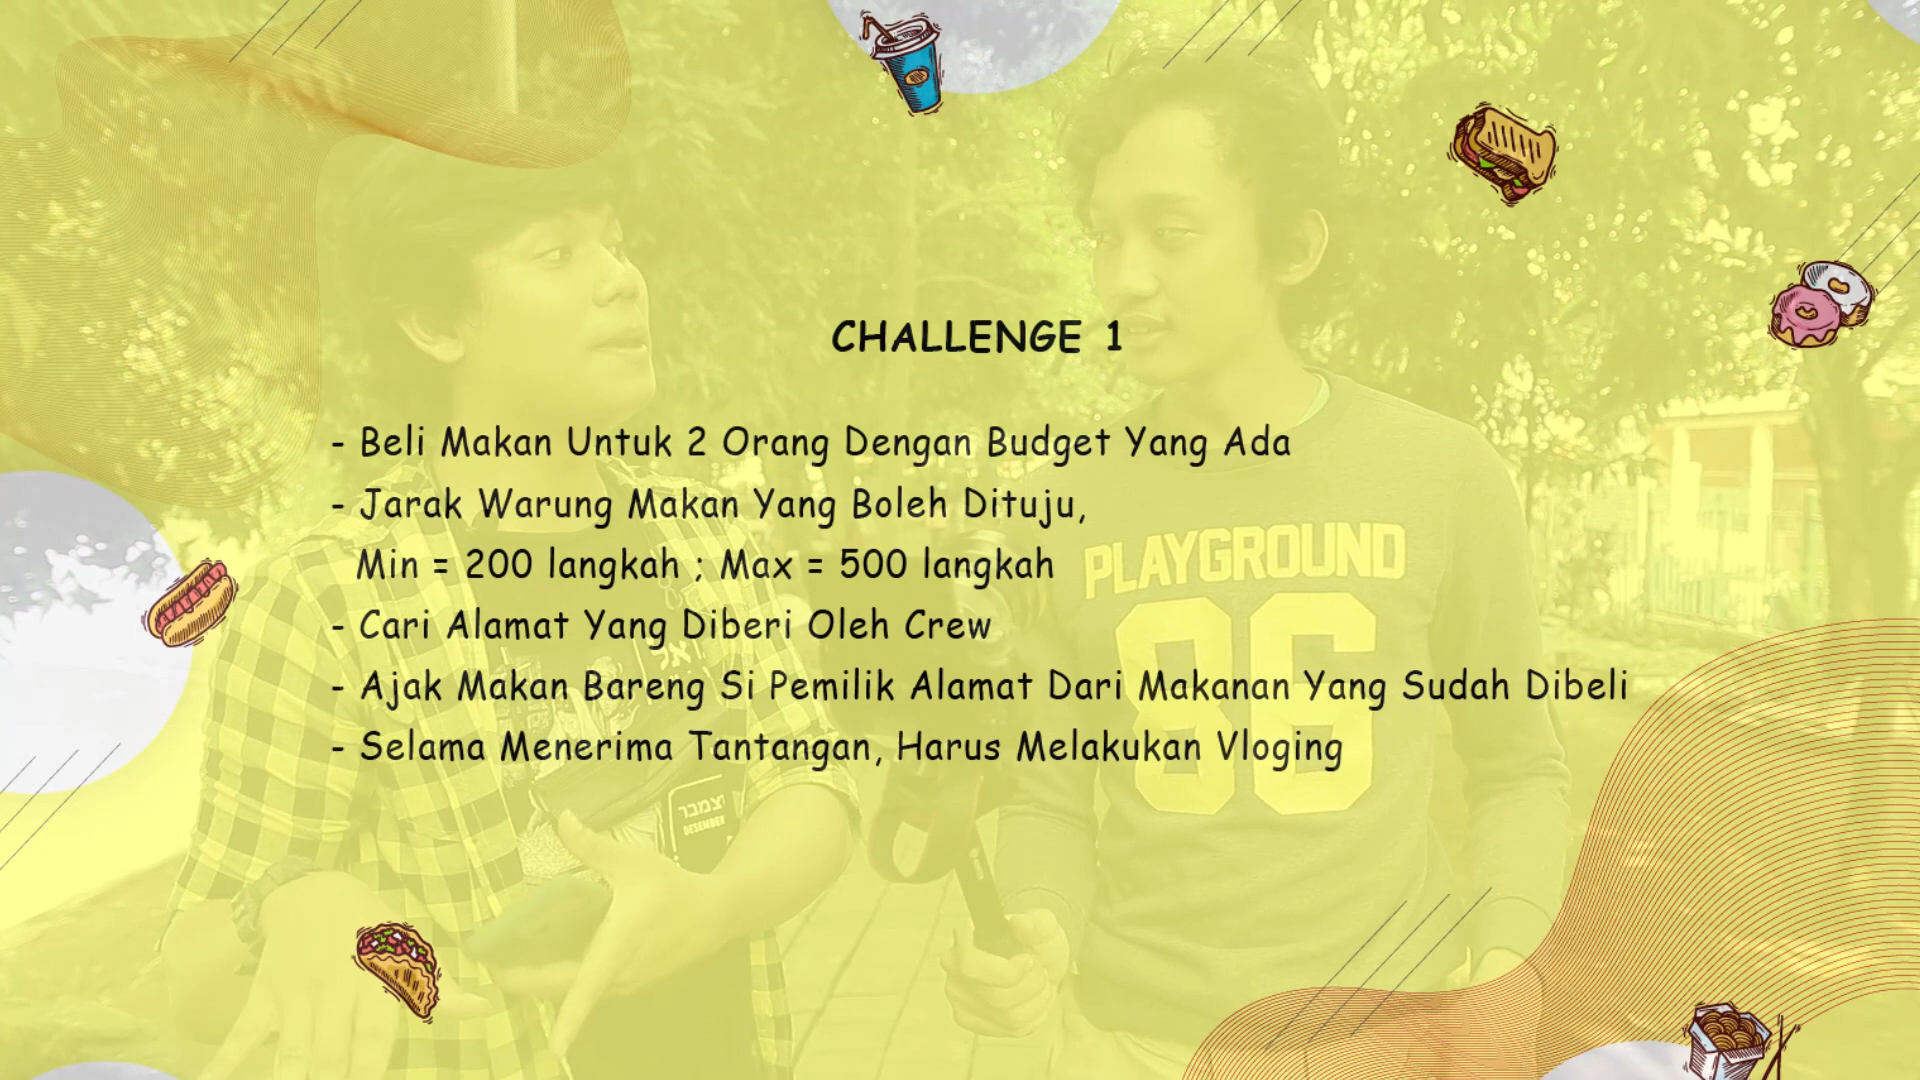 CHALLENGE 1
- Beli Makan Untuk 2 Orang Dengan Budget Yang Ada
- Jarak Warung Makan Yang Boleh Dituju,
Min = 200 langkah ; Max = 500 langkah
- Cari Alamat Yang Diberi Oleh Crew
- Ajak Makan Bareng Si Pemilik Alamat Dari Makanan Yang Sudah Dibeli
- Selama Menerima Tantangan, Harus Melakukan Vloging
PLAYGROUND
86
DESEMBER